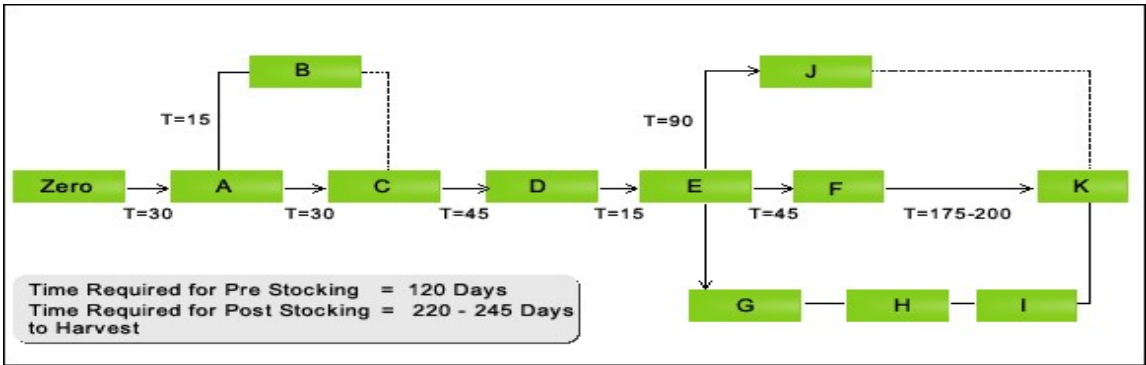 B
J
T=15
T=90
Zero
A
C
D
E
F
K
T=30
T=30
T=45
T=15
T=45
T=175-200
Time Required for Pre Stocking = 120 Days
Time Required for Post Stocking = 220 - 245 Days
to Harvest
G
H
I